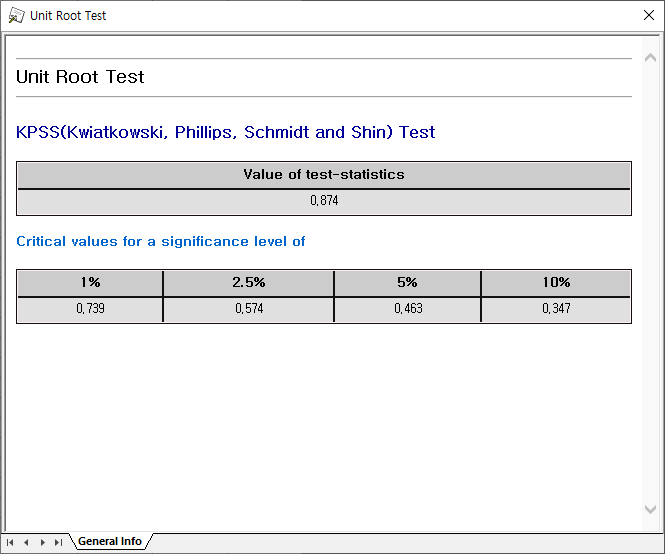 Unit Root Test
Unit Root Test
KPSS(Kwiatkowski, Phillips, Schmidt and Shin) Test
Value of test-statistics
0,874
Critical values for a significance level of
1% 2.5% 5% 10%
0,739 0,574 0,463 0,347
General Info